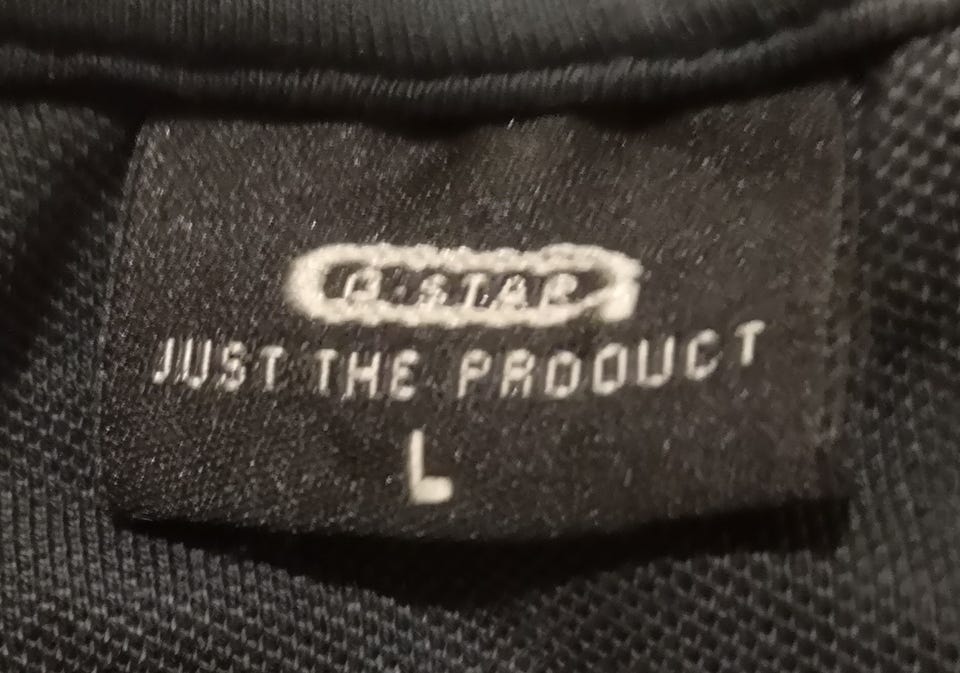 G-STAR
JUST THE PRODUCT
L